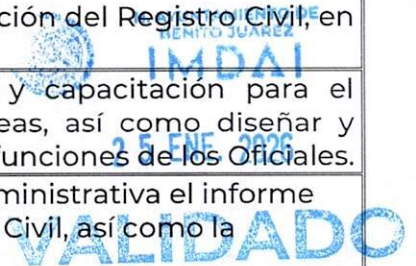 ción del Registro Civil, en
BENITO JUÁREZ
IMDAI
y capacitación para el
eas, así como diseñar y
25 ENE. 2026
funciones de los Oficiales.
ministrativa el informe
Civil, así como la
VALIDADO